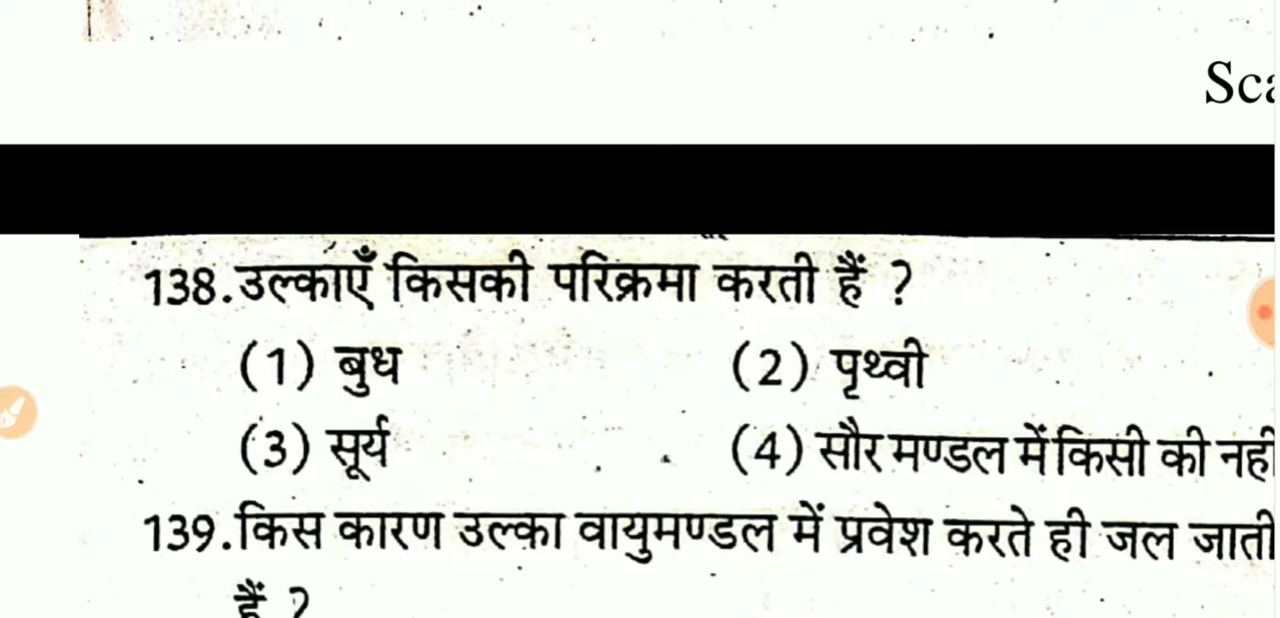 138. उल्काएँ किसकी परिक्रमा करती हैं ?
(1) बुध (2) पृथ्वी
(3) सूर्य (4) सौर मण्डल में किसी की नहीं
139. किस कारण उल्का वायुमण्डल में प्रवेश करते ही जल जाती
हैं ?